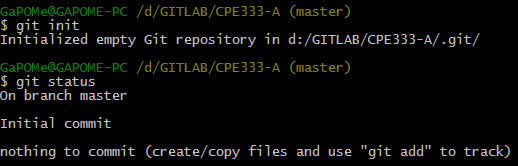 GaPOMe@GAPOME-PC /d/GITLAB/CPE333-A (master)
$ git init
Initialized empty Git repository in d:/GITLAB/CPE333-A/.git/
GaPOMe@GAPOME-PC /d/GITLAB/CPE333-A (master)
$ git status
On branch master
Initial commit
nothing to commit (create/copy files and use "git add" to track)